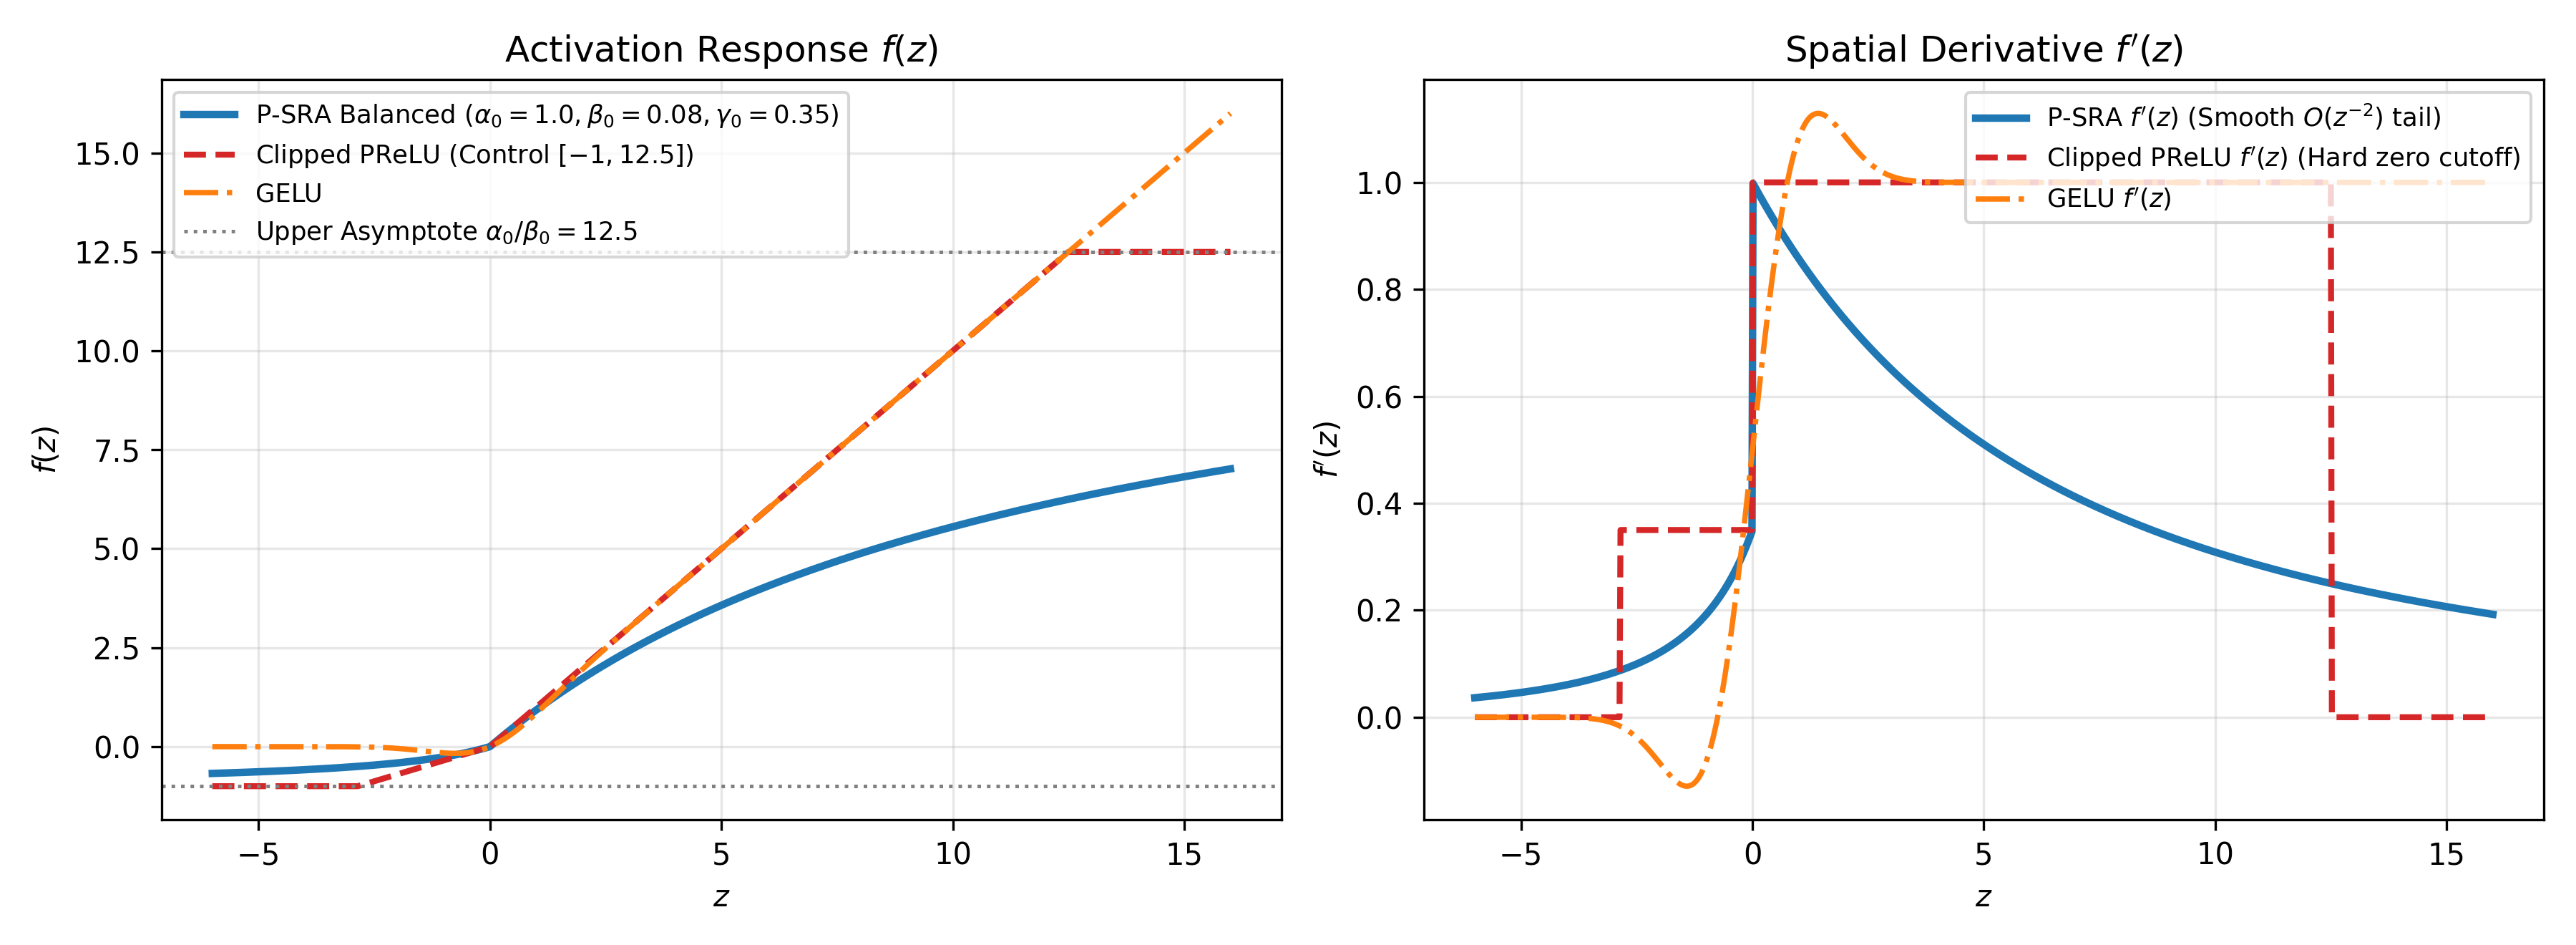 Activation Response f(z)
P-SRA Balanced (α₀ = 1.0, β₀ = 0.08, γ₀ = 0.35)
Clipped PReLU (Control [−1, 12.5])
GELU
Upper Asymptote α₀/β₀ = 12.5
15.0
12.5
10.0
7.5
5.0
2.5
0.0
f(z)
−5
0
5
10
15
z
Spatial Derivative f′(z)
P-SRA f′(z) (Smooth O(z⁻²) tail)
Clipped PReLU f′(z) (Hard zero cutoff)
GELU f′(z)
1.0
0.8
0.6
0.4
0.2
0.0
f′(z)
−5
0
5
10
15
z